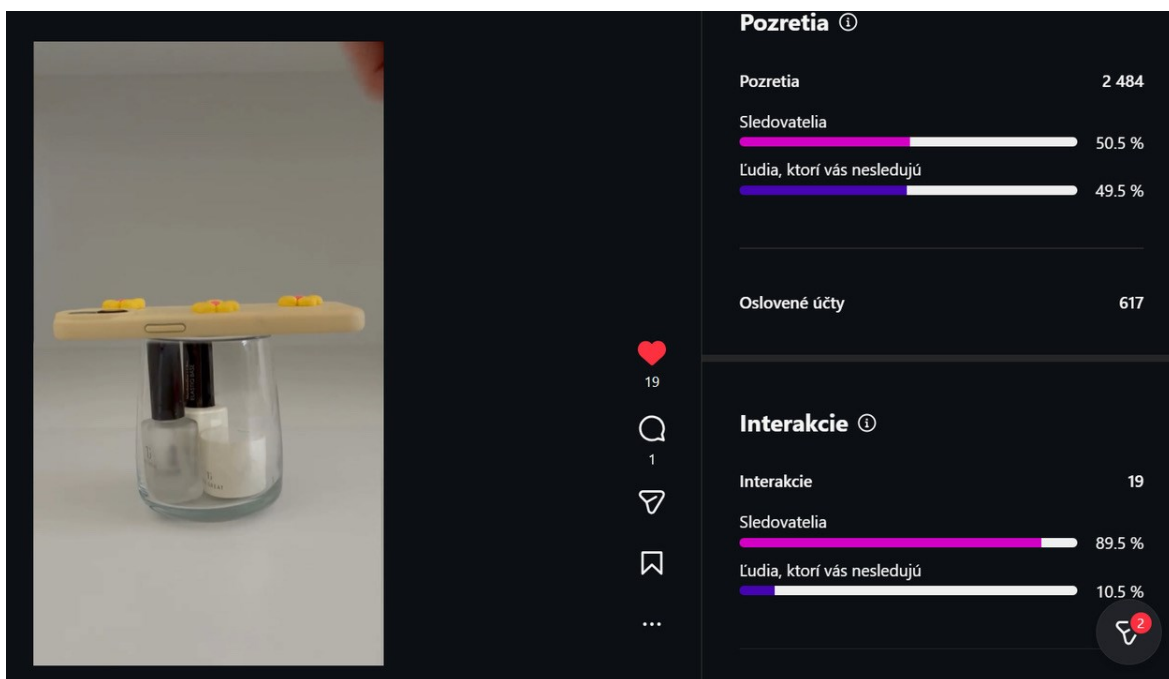 Pozretia
Pozretia 2 484
Sledovatelia
50.5 %
Ľudia, ktorí vás nesledujú
49.5 %
Oslovené účty 617
19
1
Interakcie
Interakcie 19
Sledovatelia
89.5 %
Ľudia, ktorí vás nesledujú
10.5 %
2